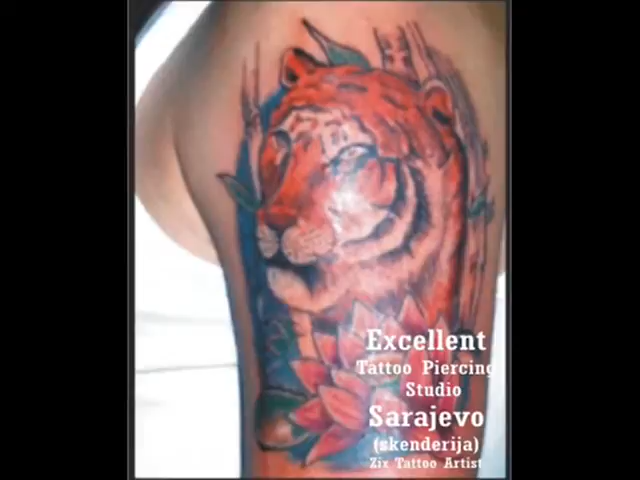 Excellent
Tattoo Piercing
Studio
Sarajevo
(skenderija)
Zix Tattoo Artist